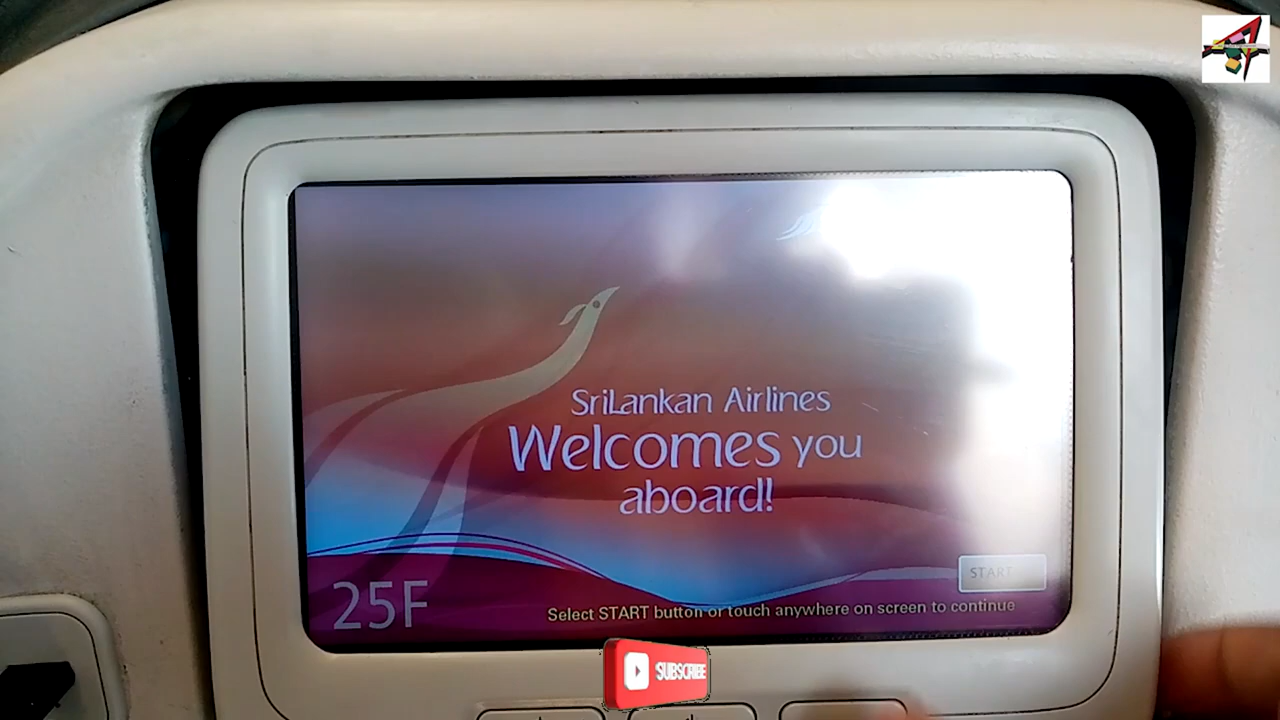 SriLankan Airlines
Welcomes you
aboard!
START
25F
Select START button or touch anywhere on screen to continue
SUBSCRIBE